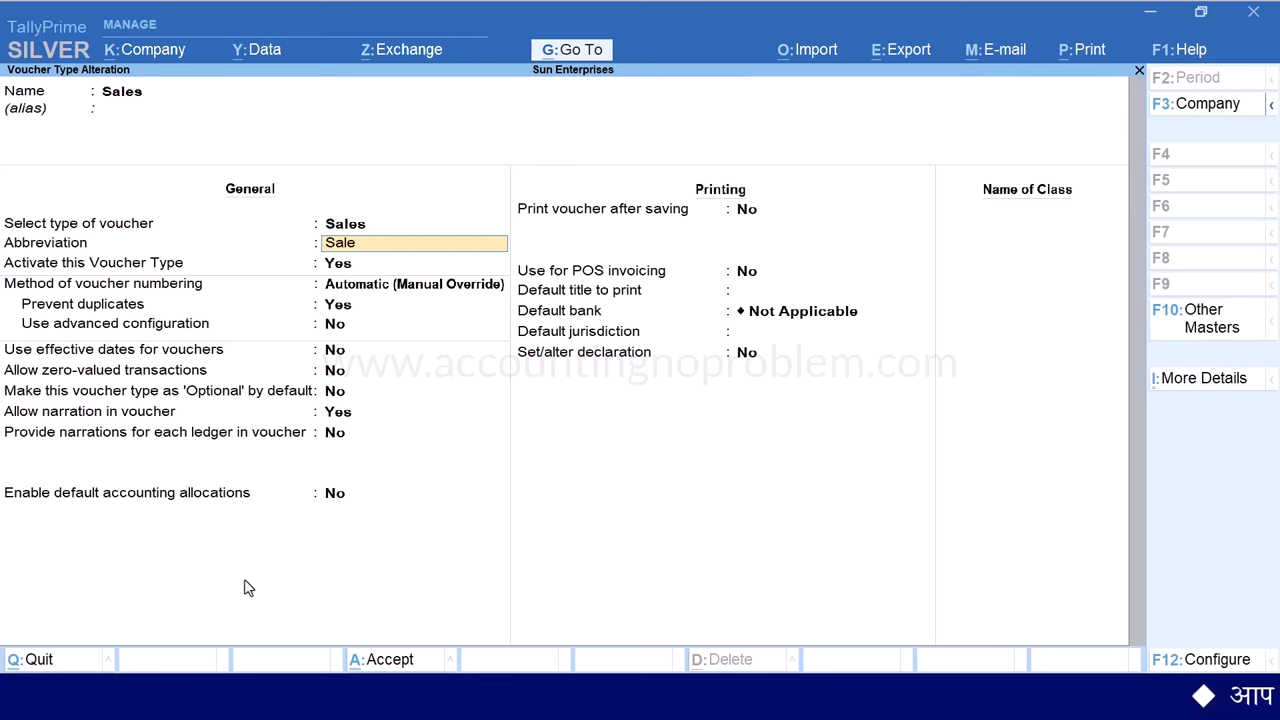 TallyPrime MANAGE
SILVER K:Company Y:Data Z:Exchange G:Go To O:Import E:Export M:E-mail P:Print F1:Help
Voucher Type Alteration Sun Enterprises
Name : Sales
(alias) :
General
Select type of voucher : Sales
Abbreviation : Sale
Activate this Voucher Type : Yes
Method of voucher numbering : Automatic (Manual Override)
Prevent duplicates : Yes
Use advanced configuration : No
Use effective dates for vouchers : No
Allow zero-valued transactions : No
Make this voucher type as 'Optional' by default : No
Allow narration in voucher : Yes
Provide narrations for each ledger in voucher : No
Enable default accounting allocations : No
Printing
Print voucher after saving : No
Use for POS invoicing : No
Default title to print :
Default bank : ♦ Not Applicable
Default jurisdiction :
Set/alter declaration : No
Name of Class
www.accountingnoproblem.com
F2:Period
F3:Company
F4
F5
F6
F7
F8
F9
F10:Other
Masters
I:More Details
Q:Quit A:Accept D:Delete F12:Configure
◆ आप